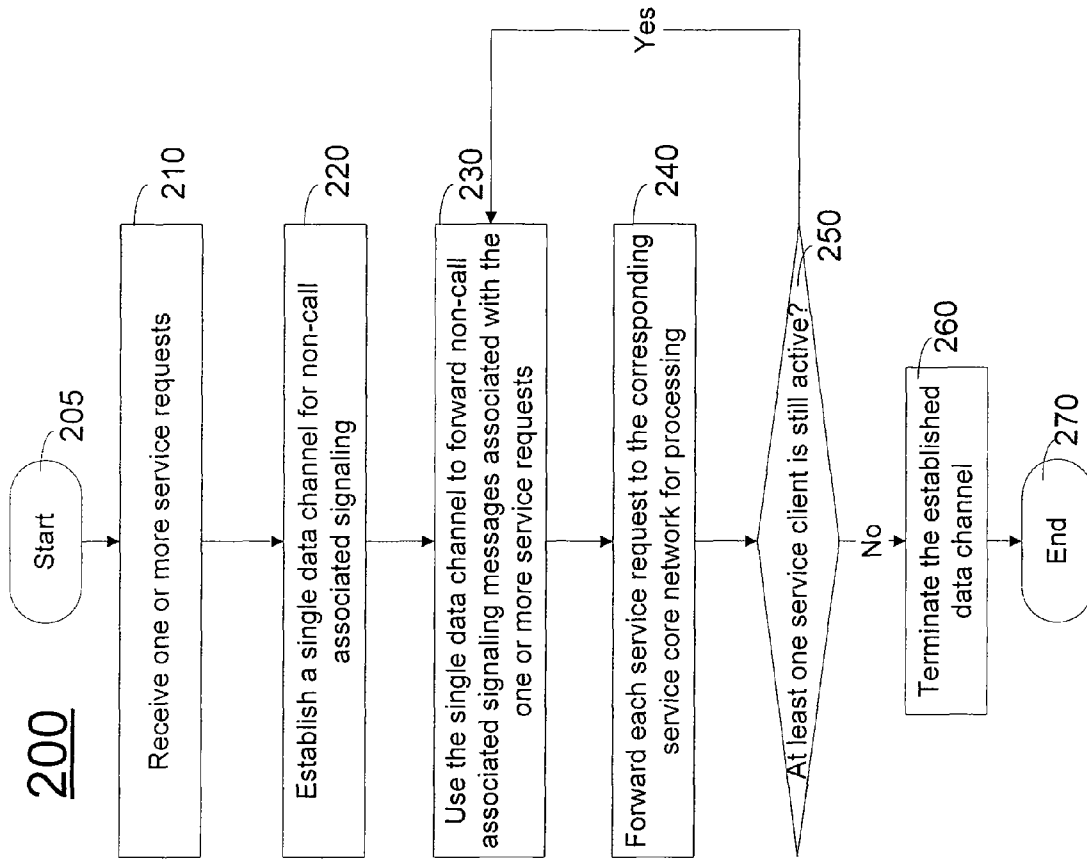 200
Start
205
Receive one or more service requests
210
Establish a single data channel for non-call
associated signaling
220
Use the single data channel to forward non-call
associated signaling messages associated with the
one or more service requests
230
Forward each service request to the corresponding
service core network for processing
240
At least one service client is still active?
250
Yes
No
Terminate the established
data channel
260
End
270